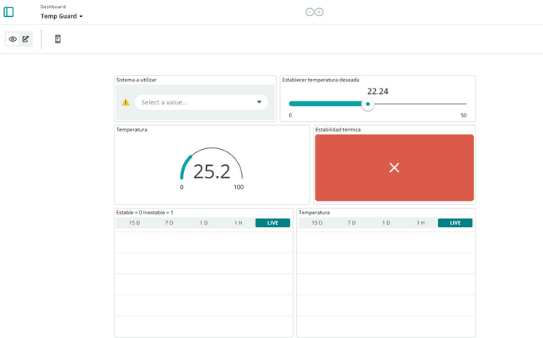 Dashboard
Temp Guard
Sistema a utilizar
Select a value...
Establecer temperatura deseada
22.24
0
50
Temperatura
25.2
0
100
Estabilidad térmica
Estable = 0 Inestable = 1
15 D 7 D 1 D 1 H LIVE
Temperatura
15 D 7 D 1 D 1 H LIVE